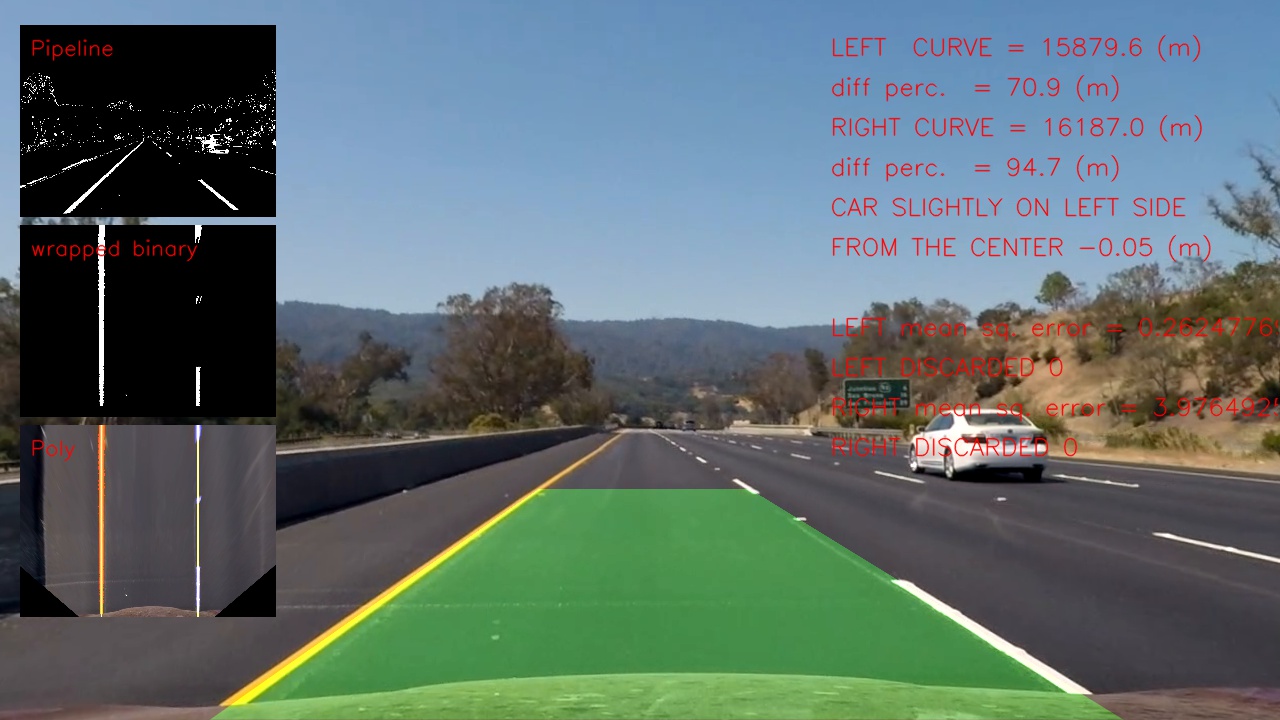 Pipeline
wrapped binary
Poly
LEFT  CURVE = 15879.6 (m)
diff perc.  = 70.9 (m)
RIGHT CURVE = 16187.0 (m)
diff perc.  = 94.7 (m)
CAR SLIGHTLY ON LEFT SIDE
FROM THE CENTER -0.05 (m)
LEFT mean sq. error = 0.2624776
LEFT DISCARDED 0
RIGHT mean sq. error = 3.976492
RIGHT DISCARDED 0